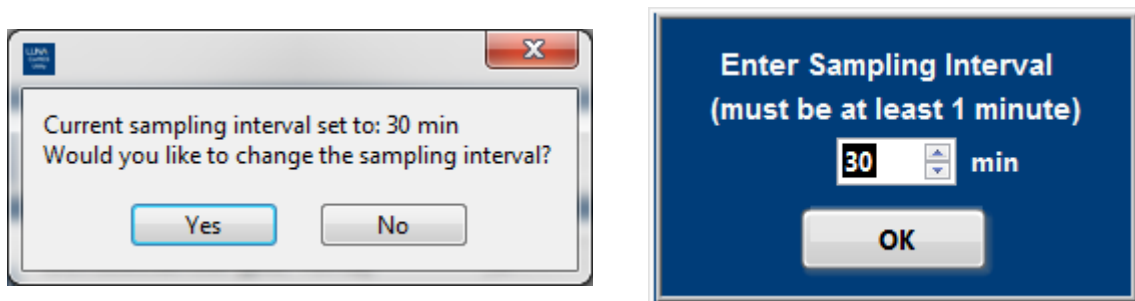 LUNA
Current sampling interval set to: 30 min
Would you like to change the sampling interval?
Yes
No
Enter Sampling Interval
(must be at least 1 minute)
30 min
OK